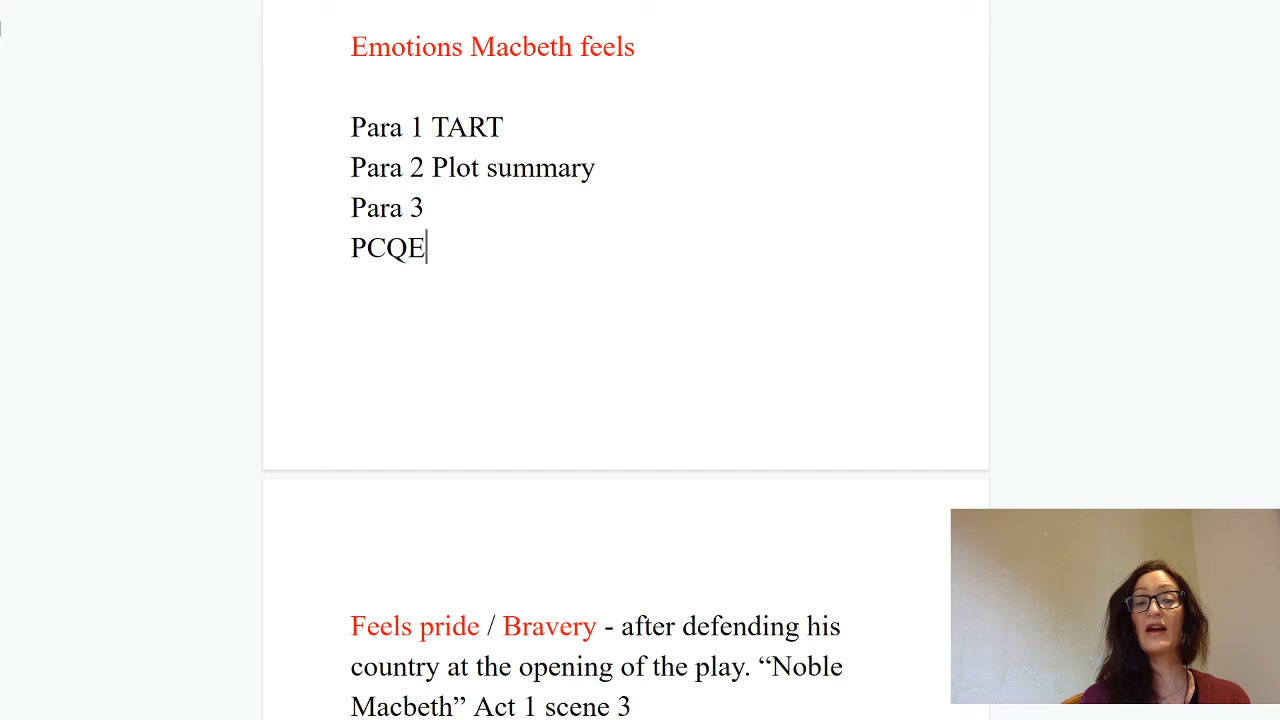 Emotions Macbeth feels
Para 1 TART
Para 2 Plot summary
Para 3
PCQE
Feels pride / Bravery - after defending his
country at the opening of the play. “Noble
Macbeth” Act 1 scene 3